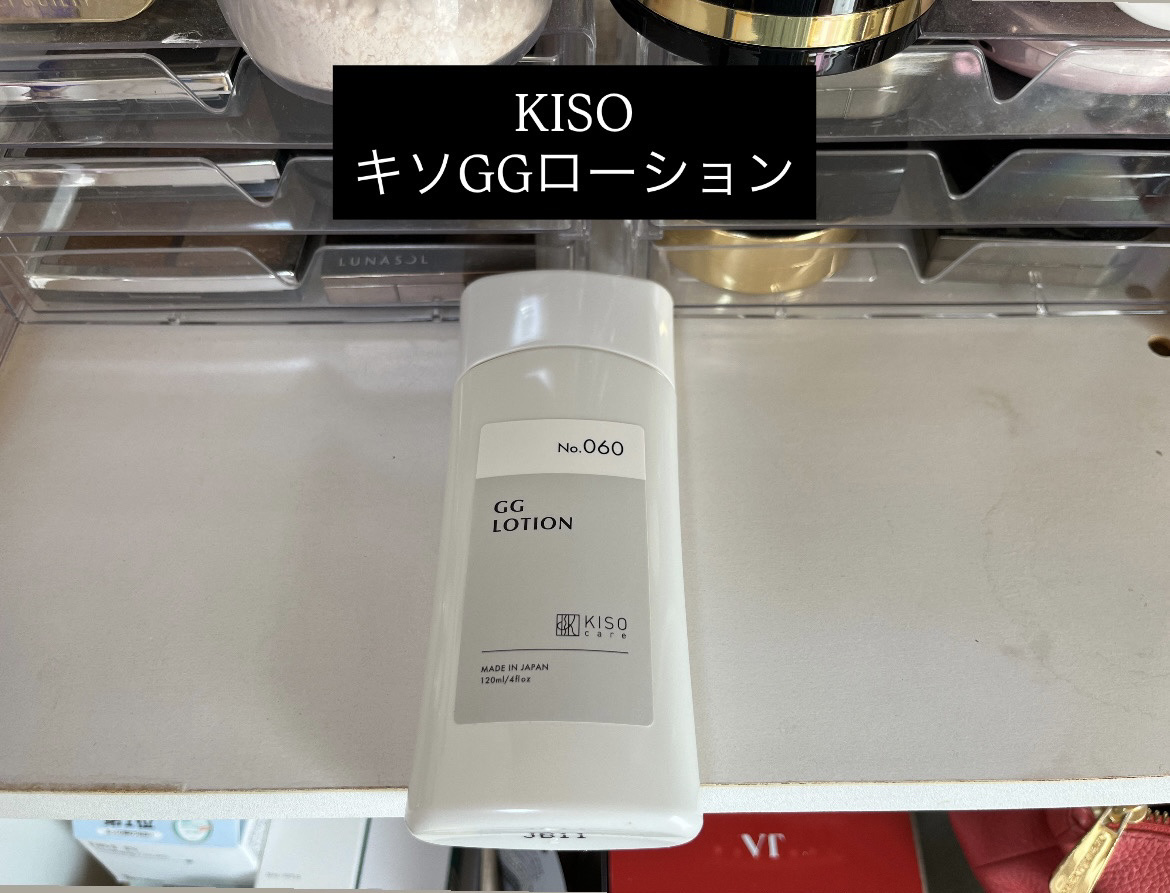 KISO
キソGGローション
LUNASOL
No.060
GG
LOTION
KISO
care
MADE IN JAPAN
120ml/4floz
VT